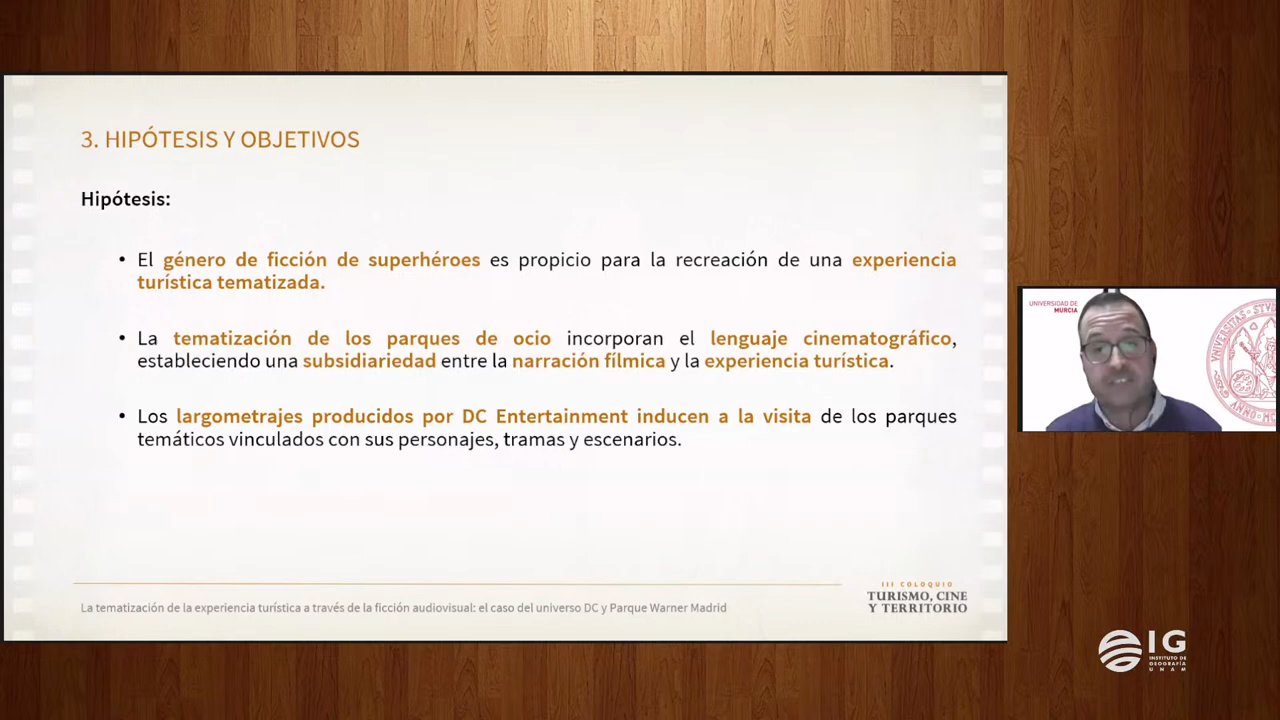 3. HIPÓTESIS Y OBJETIVOS
Hipótesis:
• El género de ficción de superhéroes es propicio para la recreación de una experiencia
turística tematizada.
• La tematización de los parques de ocio incorporan el lenguaje cinematográfico,
estableciendo una subsidiariedad entre la narración fílmica y la experiencia turística.
• Los largometrajes producidos por DC Entertainment inducen a la visita de los parques
temáticos vinculados con sus personajes, tramas y escenarios.
La tematización de la experiencia turística a través de la ficción audiovisual: el caso del universo DC y Parque Warner Madrid
III COLOQUIO
TURISMO, CINE
Y TERRITORIO
UNIVERSIDAD DE
MURCIA
IG
INSTITUTO DE
GEOGRAFÍA
UNAM